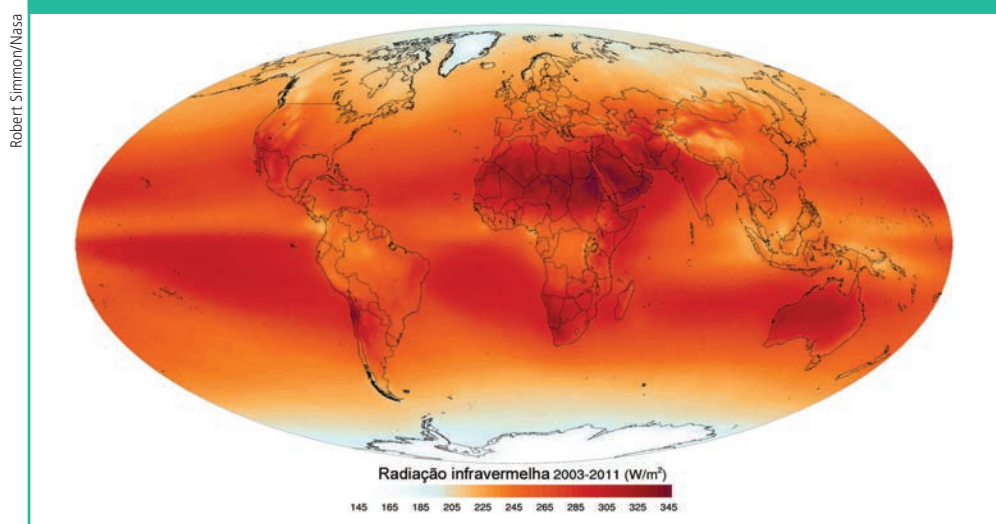 Robert Simmon/Nasa
Radiação infravermelha 2003-2011 (W/m²)
145 165 185 205 225 245 265 285 305 325 345